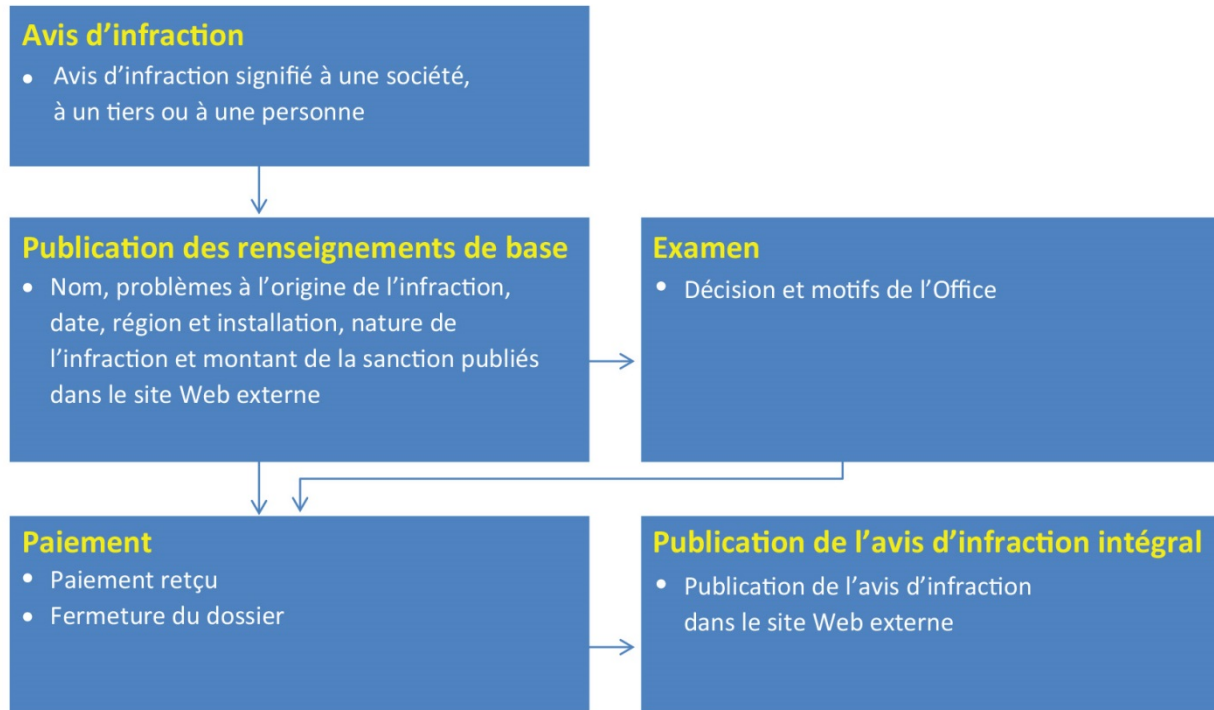 Avis d’infraction
• Avis d’infraction signifié à une société,
à un tiers ou à une personne
Publication des renseignements de base
• Nom, problèmes à l’origine de l’infraction,
date, région et installation, nature de
l’infraction et montant de la sanction publiés
dans le site Web externe
Examen
• Décision et motifs de l’Office
Paiement
• Paiement retçu
• Fermeture du dossier
Publication de l’avis d’infraction intégral
• Publication de l’avis d’infraction
dans le site Web externe